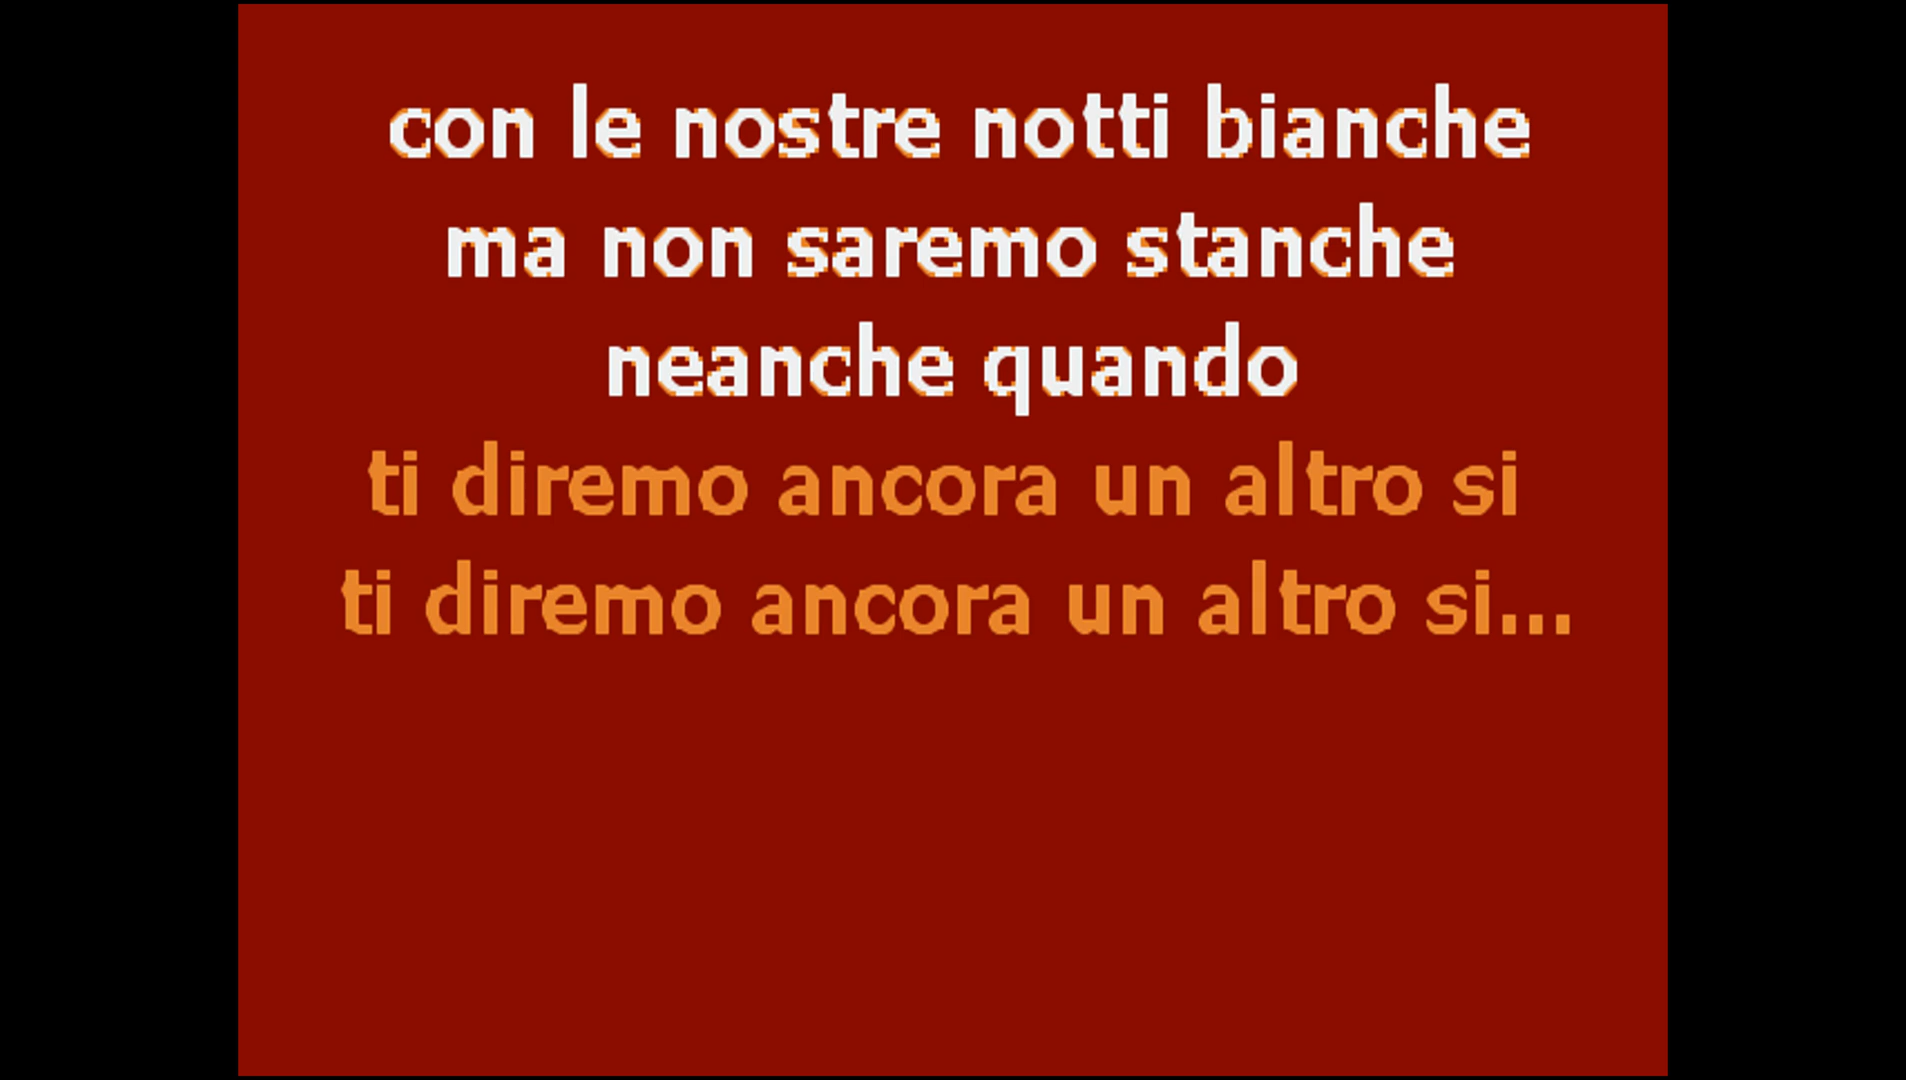 con le nostre notti bianche
ma non saremo stanche
neanche quando
ti diremo ancora un altro si
ti diremo ancora un altro si...